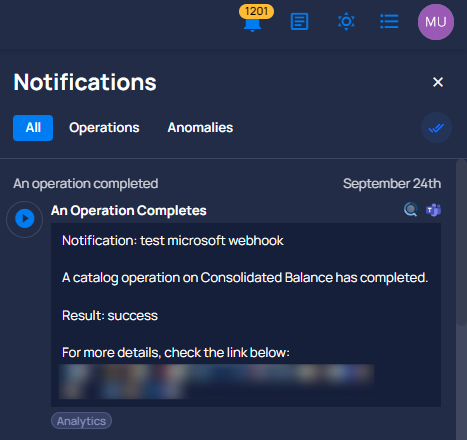 1201
MU
Notifications
All Operations Anomalies
An operation completed September 24th
An Operation Completes
Notification: test microsoft webhook
A catalog operation on Consolidated Balance has completed.
Result: success
For more details, check the link below:
Analytics